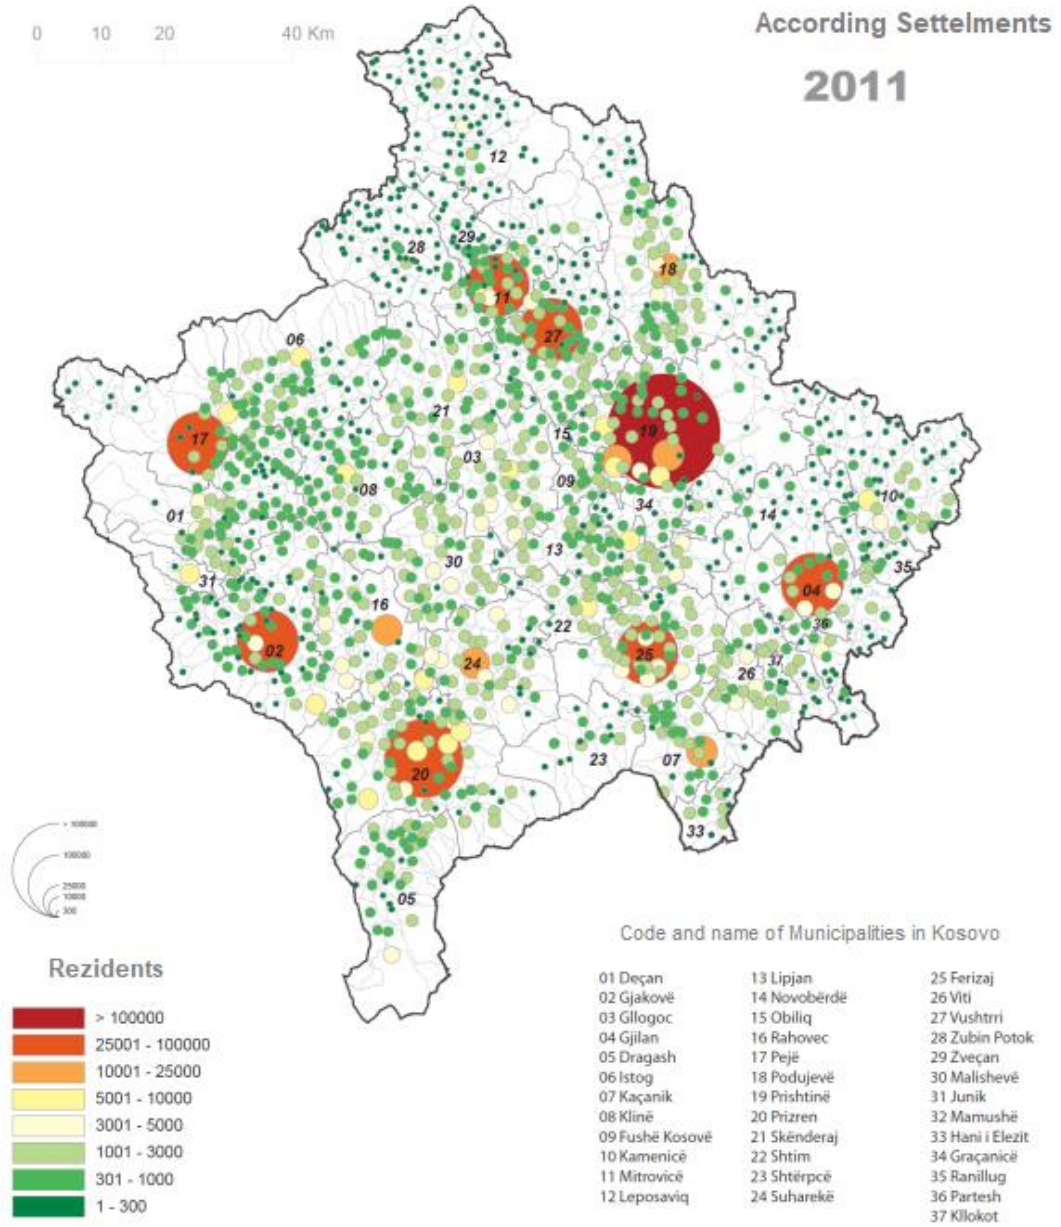 0 10 20 40 Km
According Settelments
2011
12
29
28
18
11
27
06
21
17
19
15
03
09
08
34
10
14
01
13
30
35
31
04
16
22
36
02
25
24
37
26
20
23
07
33
05
> 100000
100000
25000
10000
300
Rezidents
> 100000
25001 - 100000
10001 - 25000
5001 - 10000
3001 - 5000
1001 - 3000
301 - 1000
1 - 300
Code and name of Municipalities in Kosovo
01 Deçan
02 Gjakovë
03 Gllogoc
04 Gjilan
05 Dragash
06 Istog
07 Kaçanik
08 Klinë
09 Fushë Kosovë
10 Kamenicë
11 Mitrovicë
12 Leposaviq
13 Lipjan
14 Novobërdë
15 Obiliq
16 Rahovec
17 Pejë
18 Podujevë
19 Prishtinë
20 Prizren
21 Skënderaj
22 Shtim
23 Shtërpcë
24 Suharekë
25 Ferizaj
26 Viti
27 Vushtrri
28 Zubin Potok
29 Zveçan
30 Malishevë
31 Junik
32 Mamushë
33 Hani i Elezit
34 Graçanicë
35 Ranillug
36 Partesh
37 Kllokot